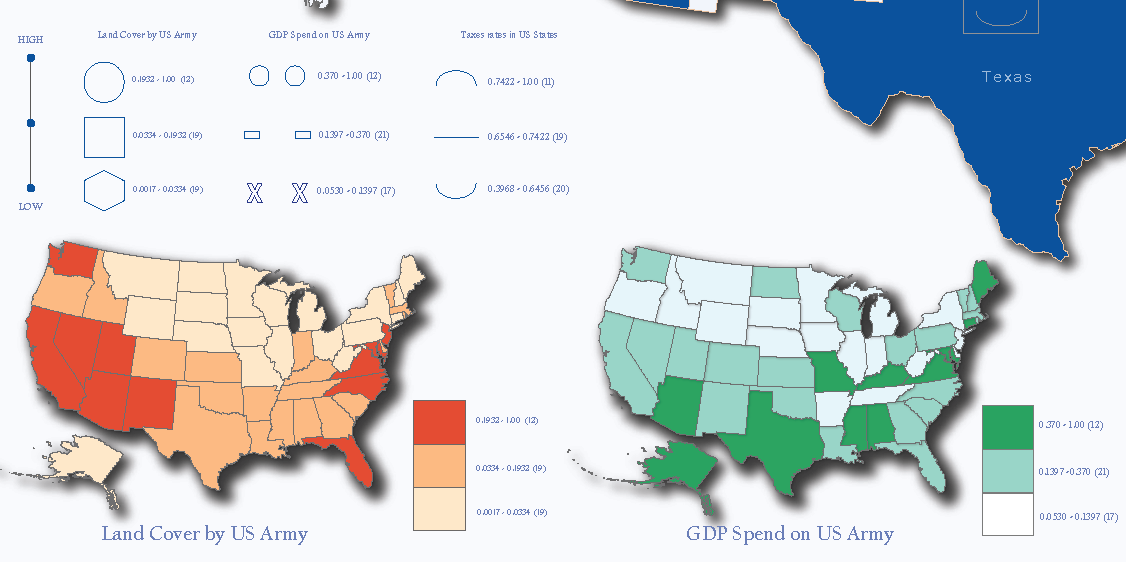 HIGH
LOW
Land Cover by US Army
0.1932 - 1.00 (12)
0.0334 - 0.1932 (19)
0.0017 - 0.0334 (19)
GDP Spend on US Army
0.370 - 1.00 (12)
0.1397 - 0.370 (21)
X X
0.0530 - 0.1397 (17)
Taxes rates in US States
0.7422 - 1.00 (11)
0.6546 - 0.7422 (19)
0.3968 - 0.6456 (20)
Texas
0.1932 - 1.00 (12)
0.0334 - 0.1932 (19)
0.0017 - 0.0334 (19)
Land Cover by US Army
0.370 - 1.00 (12)
0.1397 - 0.370 (21)
0.0530 - 0.1397 (17)
GDP Spend on US Army